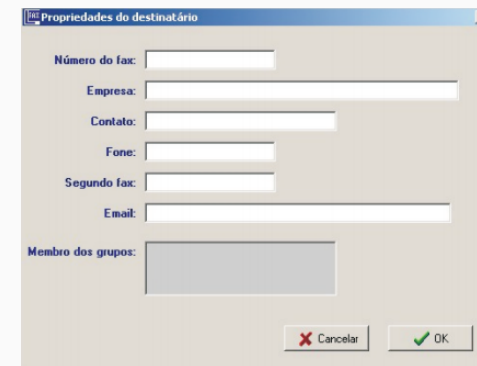 Propriedades do destinatário
Número do fax:
Empresa:
Contato:
Fone:
Segundo fax:
Email:
Membro dos grupos:
Cancelar
OK